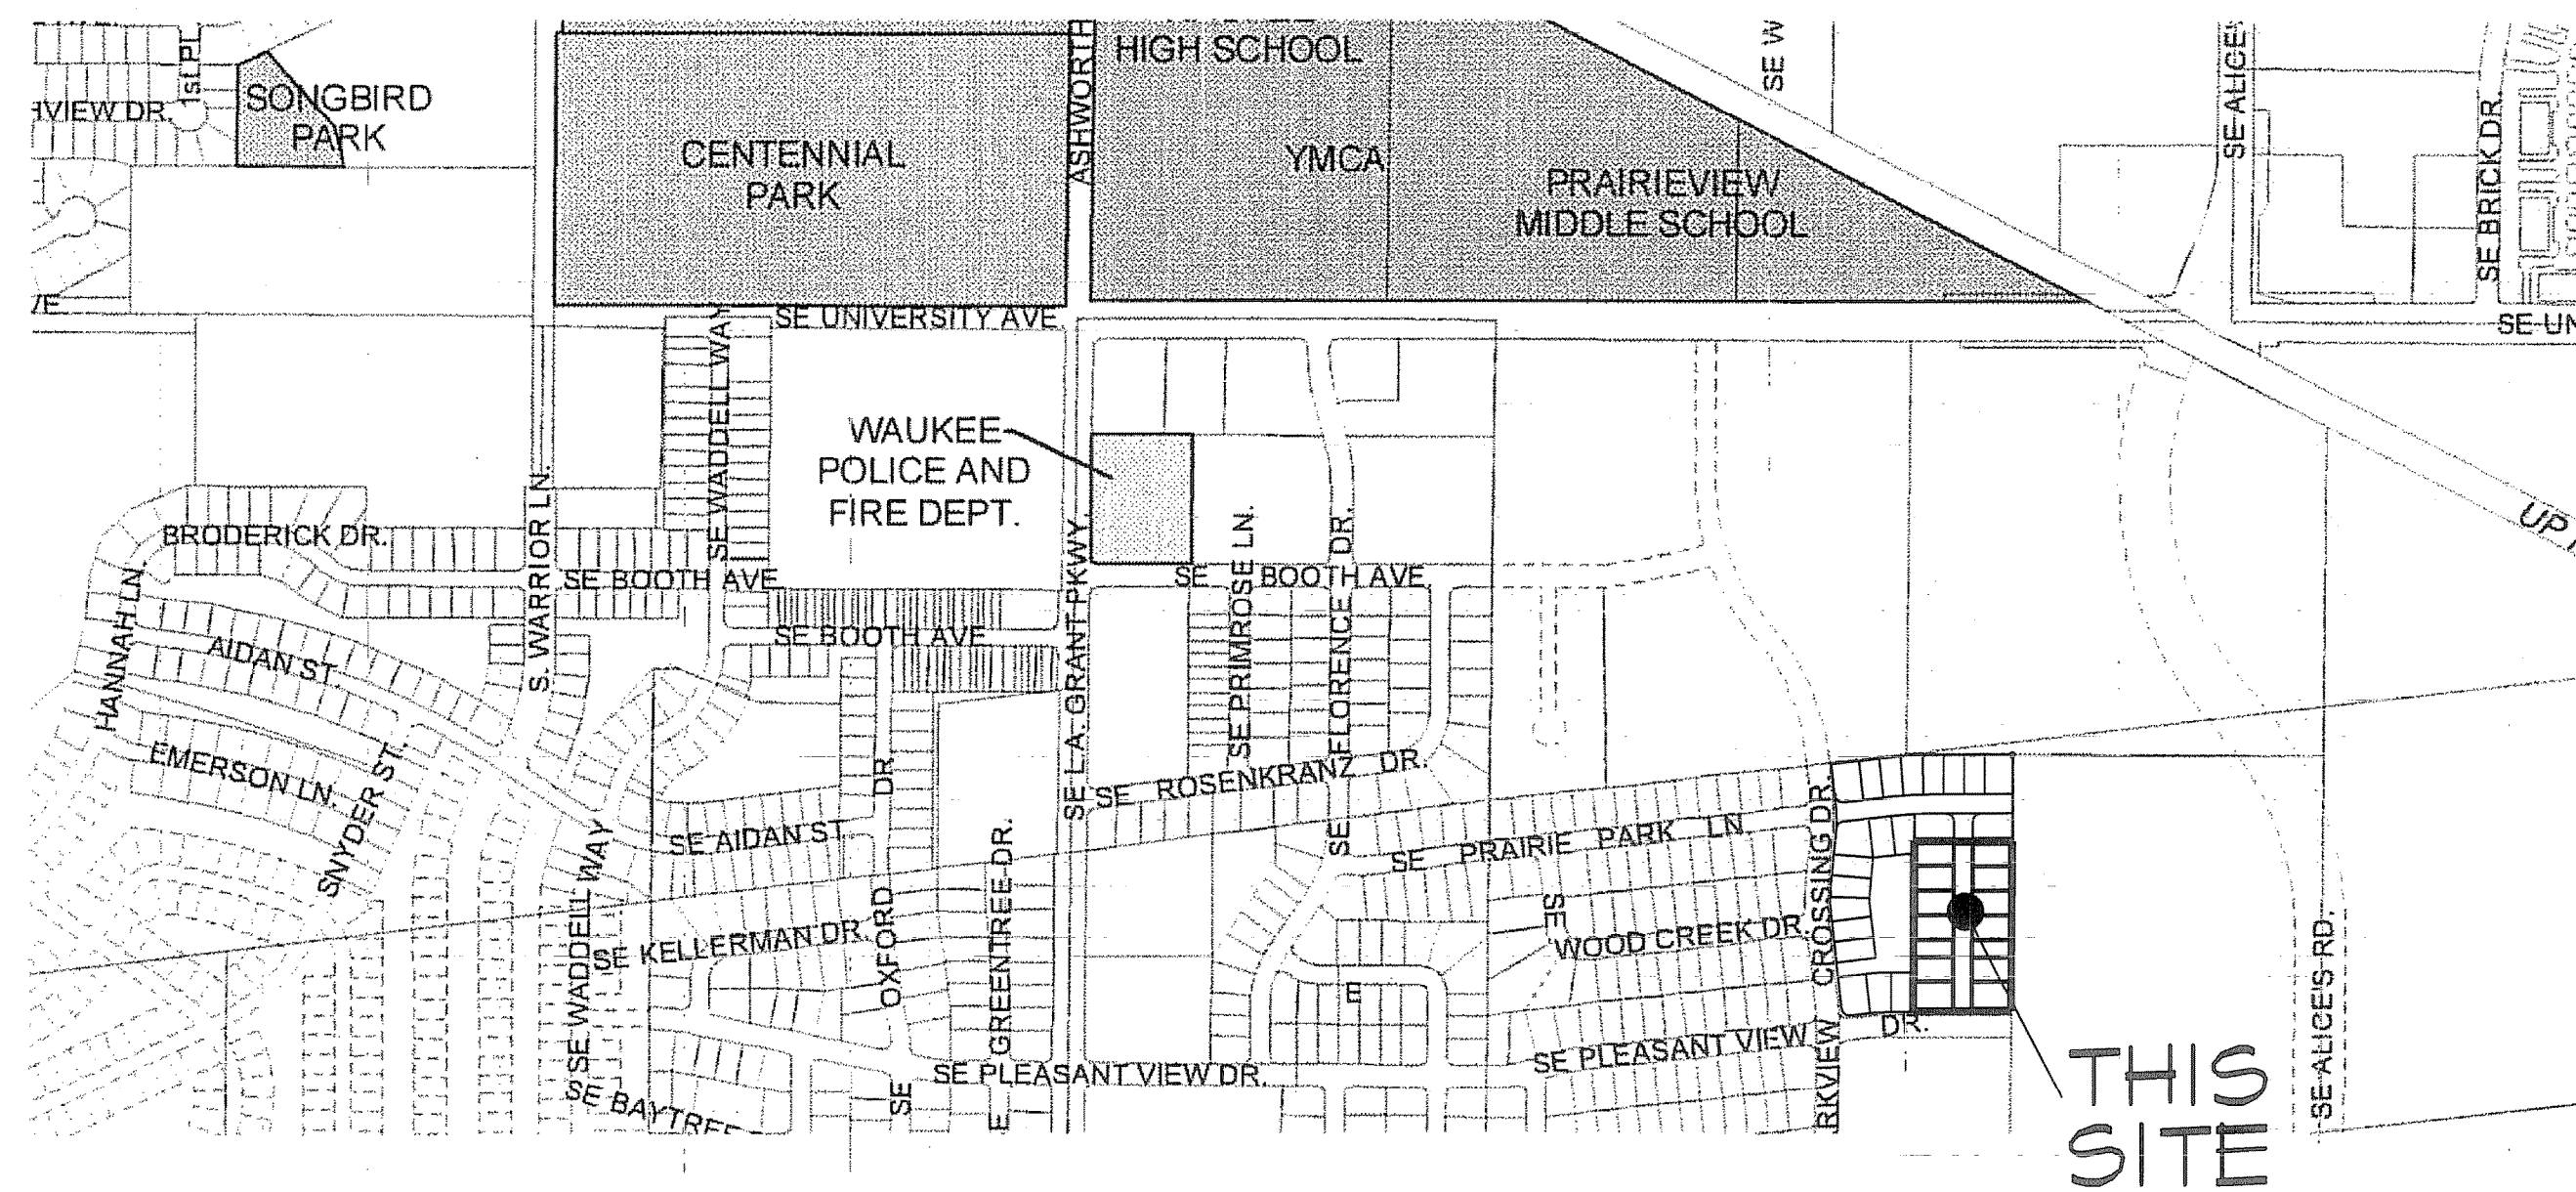 HIGH SCHOOL
SE W
SE ALICE'S
1st PL.
SONGBIRD
PARK
HVIEW DR.
ASHWORTH
CENTENNIAL
PARK
YMCA
PRAIRIEVIEW
MIDDLE SCHOOL
SE BRICK DR.
VE
SE UNIVERSITY AVE.
SE UN
SE WADDELL WAY
WAUKEE
POLICE AND
FIRE DEPT.
UP
BRODERICK DR.
S. WARRIOR LN.
SE BOOTH AVE.
SE L.A. GRANT PKWY.
SE BOOTH AVE.
SE PRIMROSE LN.
SE FLORENCE DR.
HANNAH LN
AIDAN ST.
SE BOOTH AVE.
EMERSON LN.
SNYDER ST.
SE ROSENKRANZ DR.
SE AIDAN ST.
SE PRAIRIE PARK LN.
SE WADDELL WAY
SE KELLERMAN DR.
SE OXFORD DR
E GREENTREE DR.
E
SE WOOD CREEK DR.
RKVIEW CROSSING DR.
SE PLEASANT VIEW DR.
SE PLEASANT VIEW DR.
SE BAYTREE
SE ALICE'S RD.
THIS
SITE